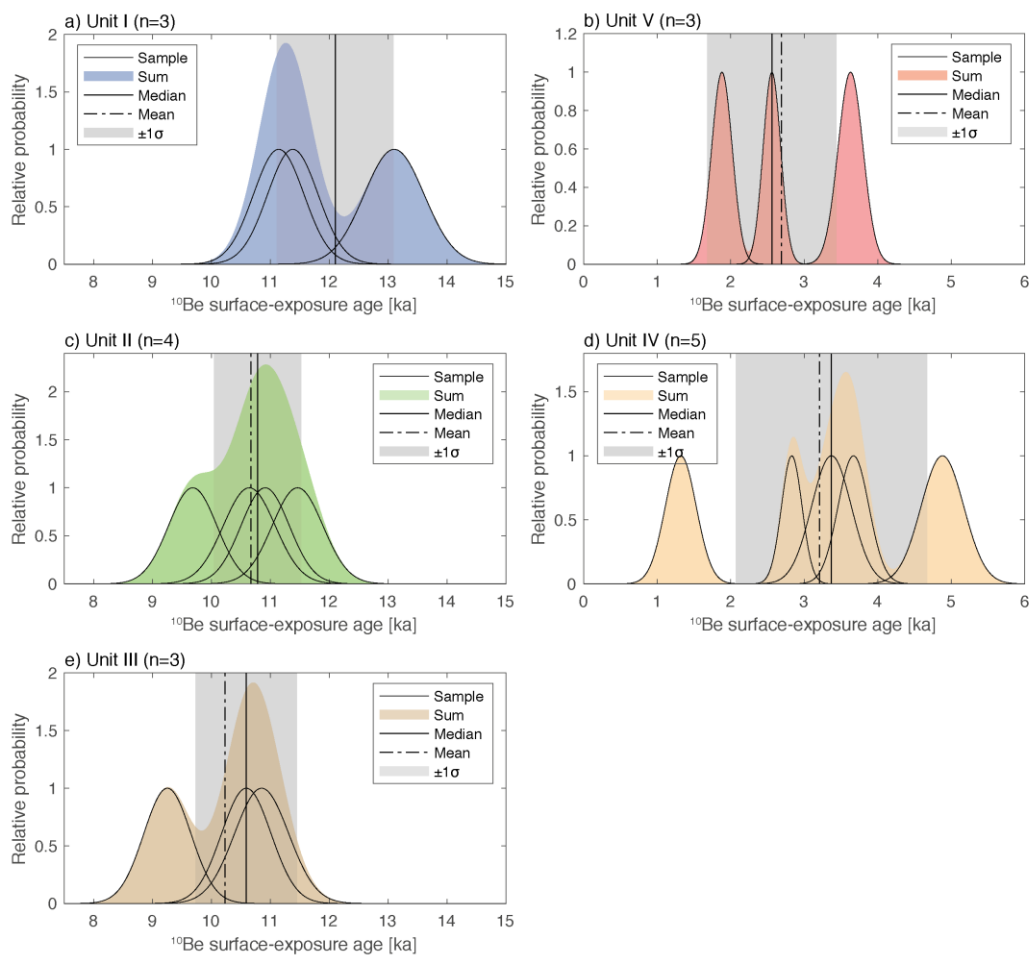 a) Unit I (n=3)
2
1.5
1
0.5
0
Relative probability
Sample
Sum
Median
Mean
±1σ
8 9 10 11 12 13 14 15
¹⁰Be surface-exposure age [ka]
b) Unit V (n=3)
1.2
1
0.8
0.6
0.4
0.2
0
Relative probability
Sample
Sum
Median
Mean
±1σ
0 1 2 3 4 5 6
¹⁰Be surface-exposure age [ka]
c) Unit II (n=4)
2
1.5
1
0.5
0
Relative probability
Sample
Sum
Median
Mean
±1σ
8 9 10 11 12 13 14 15
¹⁰Be surface-exposure age [ka]
d) Unit IV (n=5)
1.5
1
0.5
0
Relative probability
Sample
Sum
Median
Mean
±1σ
0 1 2 3 4 5 6
¹⁰Be surface-exposure age [ka]
e) Unit III (n=3)
2
1.5
1
0.5
0
Relative probability
Sample
Sum
Median
Mean
±1σ
8 9 10 11 12 13 14 15
¹⁰Be surface-exposure age [ka]